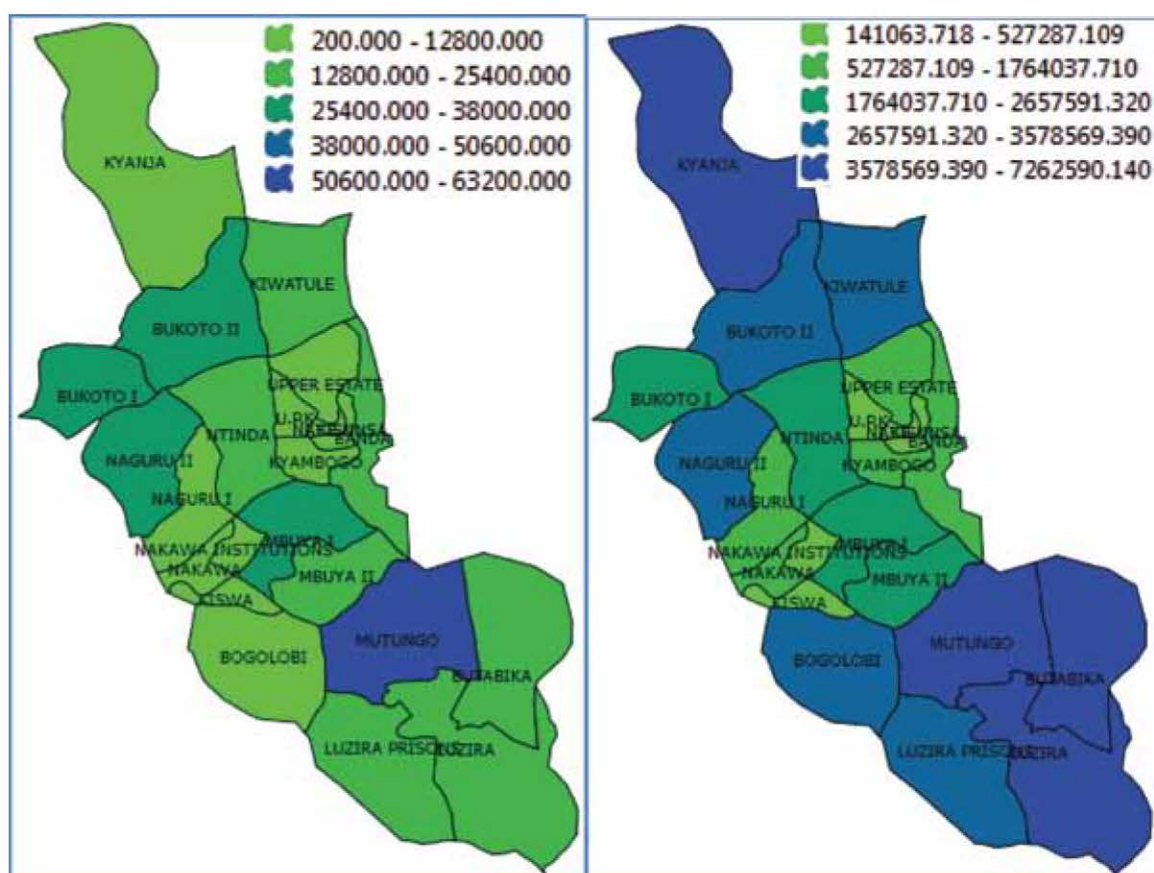 200.000 - 12800.000
12800.000 - 25400.000
25400.000 - 38000.000
38000.000 - 50600.000
50600.000 - 63200.000
KYANJA
KIWATULE
BUKOTO II
BUKOTO I
UPPER ESTATE
U.P.K
NTINDA
BANDA
NAGURU II
KYAMBOGO
NAGURU I
MBUKA I
NAKAWA INSTITUTIONS
NAKAWA
MBUYA II
KISWA
MUTUNGO
BOGOLOBI
BUTABIKA
LUZIRA PRISONS
LUZIRA
141063.718 - 527287.109
527287.109 - 1764037.710
1764037.710 - 2657591.320
2657591.320 - 3578569.390
3578569.390 - 7262590.140
KYANJA
KIWATULE
BUKOTO II
BUKOTO I
UPPER ESTATE
U.P.K
NTINDA
BANDA
NAGURU II
KYAMBOGO
NAGURU I
NAKAWA INSTITUTIONS
NAKAWA
MBUYA II
KISWA
MUTUNGO
BOGOLOBI
BUTABIKA
LUZIRA PRISONS
LUZIRA